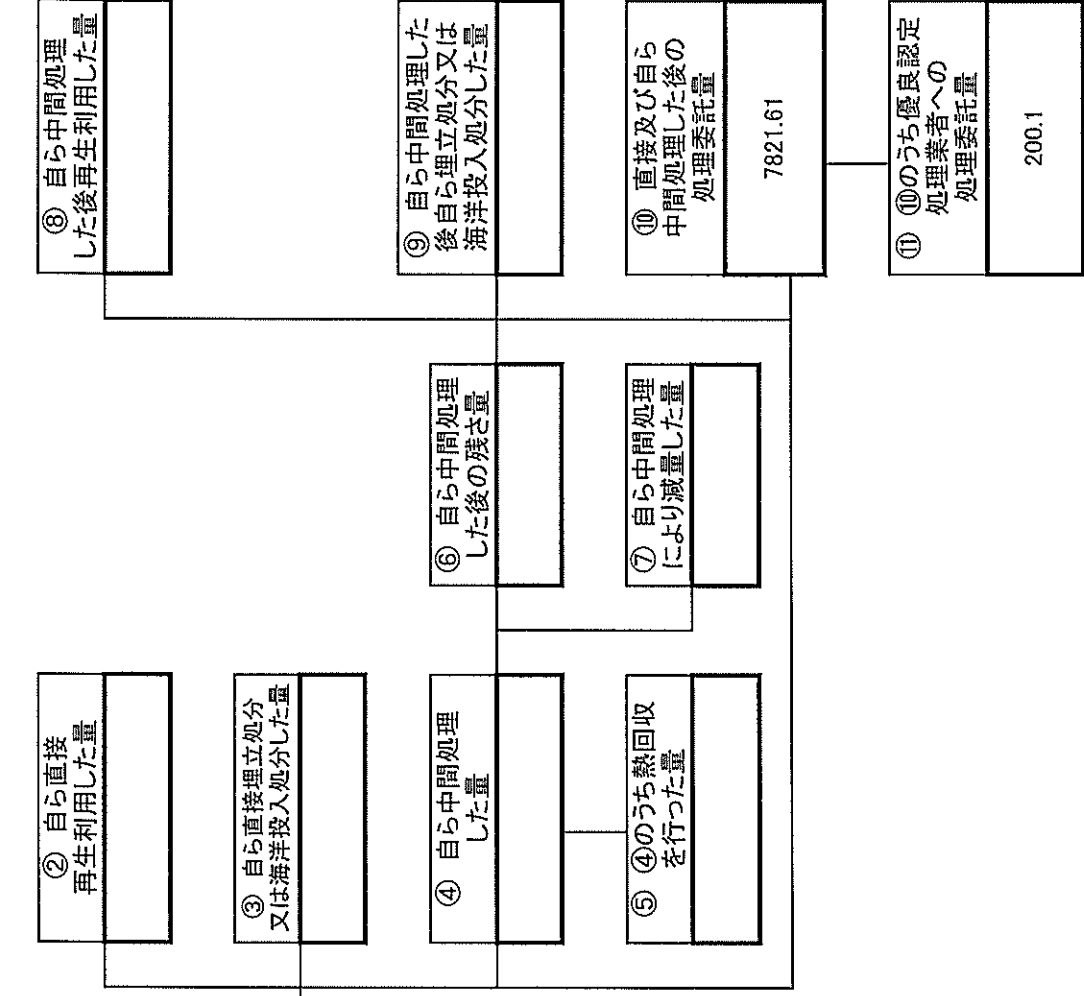 ② 自ら直接
再生利用した量
③ 自ら直接埋立処分
又は海洋投入処分した量
④ 自ら中間処理
した量
⑤ ④のうち熱回収
を行った量
⑥ 自ら中間処理
した後の残さ量
⑦ 自ら中間処理
により減量した量
⑧ 自ら中間処理
した後再生利用した量
⑨ 自ら中間処理した
後自ら埋立処分又は
海洋投入処分した量
⑩ 直接及び自ら
中間処理した後の
処理委託量
7821.61
⑪ ⑩のうち優良認定
処理業者への
処理委託量
200.1